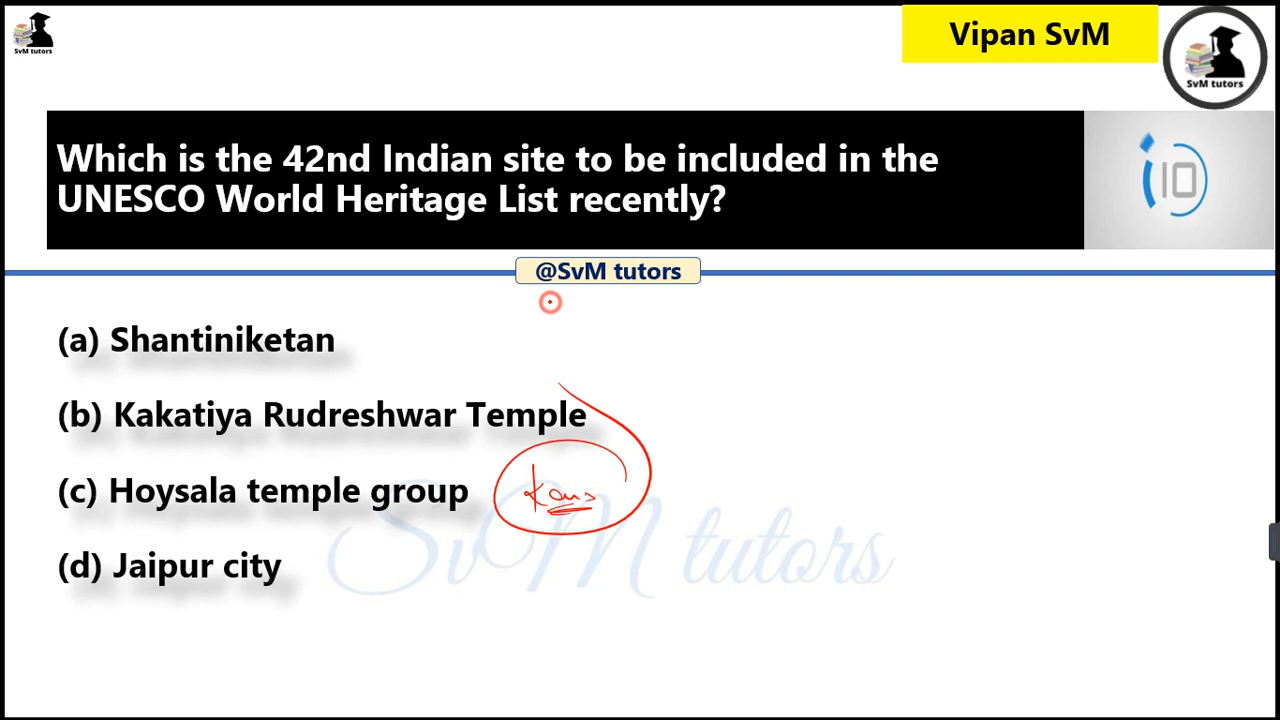 SvM tutors
Vipan SvM
SvM tutors
Which is the 42nd Indian site to be included in the
UNESCO World Heritage List recently?
10
@SvM tutors
(a) Shantiniketan
(b) Kakatiya Rudreshwar Temple
(c) Hoysala temple group
(d) Jaipur city
SvM tutors